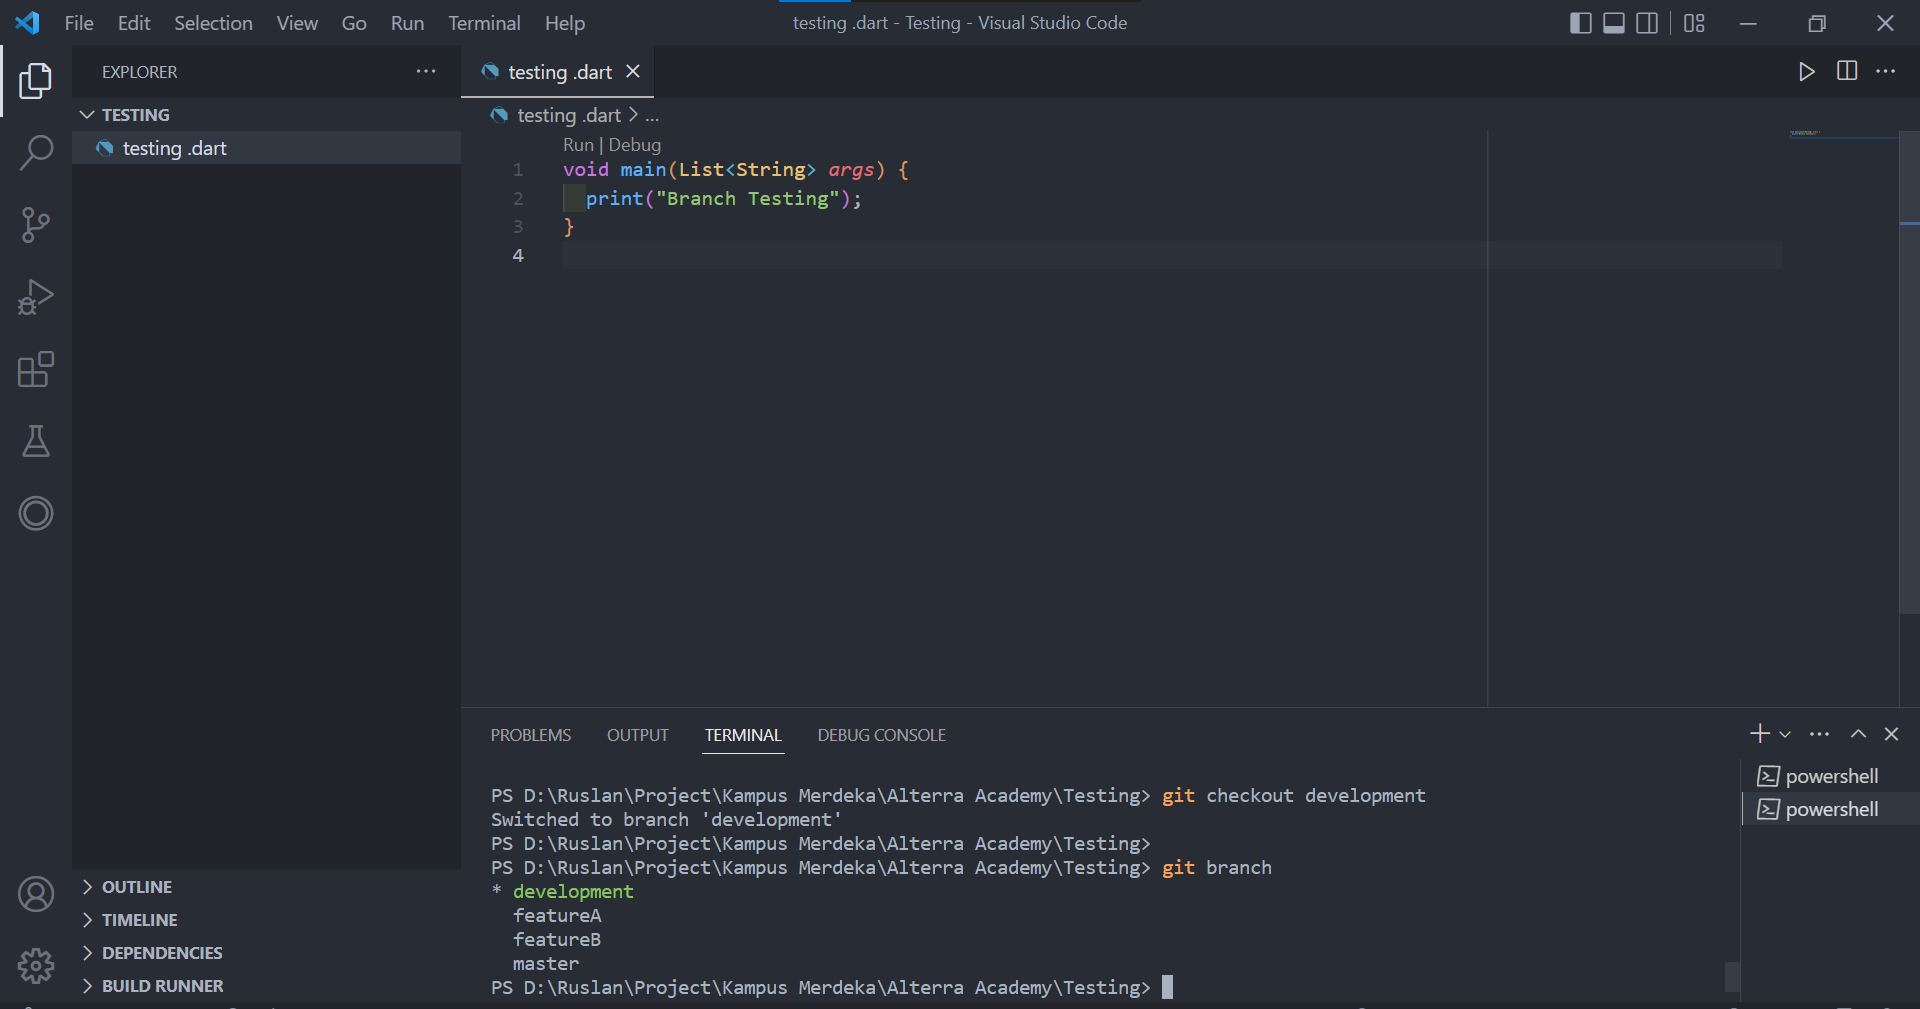 File Edit Selection View Go Run Terminal Help
testing .dart - Testing - Visual Studio Code
EXPLORER
TESTING
testing .dart
OUTLINE
TIMELINE
DEPENDENCIES
BUILD RUNNER
testing .dart
testing .dart > ...
Run | Debug
1 void main(List<String> args) {
2 print("Branch Testing");
3 }
4
PROBLEMS OUTPUT TERMINAL DEBUG CONSOLE
PS D:\Ruslan\Project\Kampus Merdeka\Alterra Academy\Testing> git checkout development
Switched to branch 'development'
PS D:\Ruslan\Project\Kampus Merdeka\Alterra Academy\Testing>
PS D:\Ruslan\Project\Kampus Merdeka\Alterra Academy\Testing> git branch
* development
featureA
featureB
master
PS D:\Ruslan\Project\Kampus Merdeka\Alterra Academy\Testing>
powershell
powershell